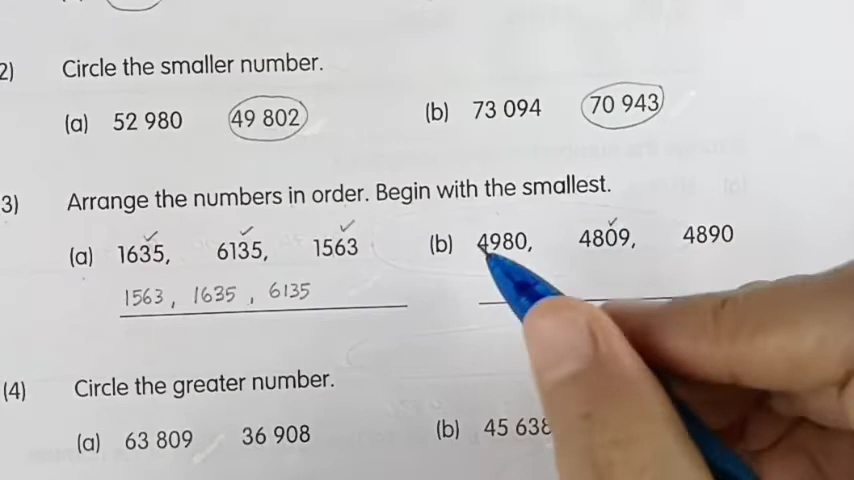 2) Circle the smaller number.
(a) 52 980 49 802 (b) 73 094 70 943
3) Arrange the numbers in order. Begin with the smallest.
(a) 1635, 6135, 1563 (b) 4980, 4809, 4890
1563 , 1635 , 6135
(4) Circle the greater number.
(a) 63 809 36 908 (b) 45 638